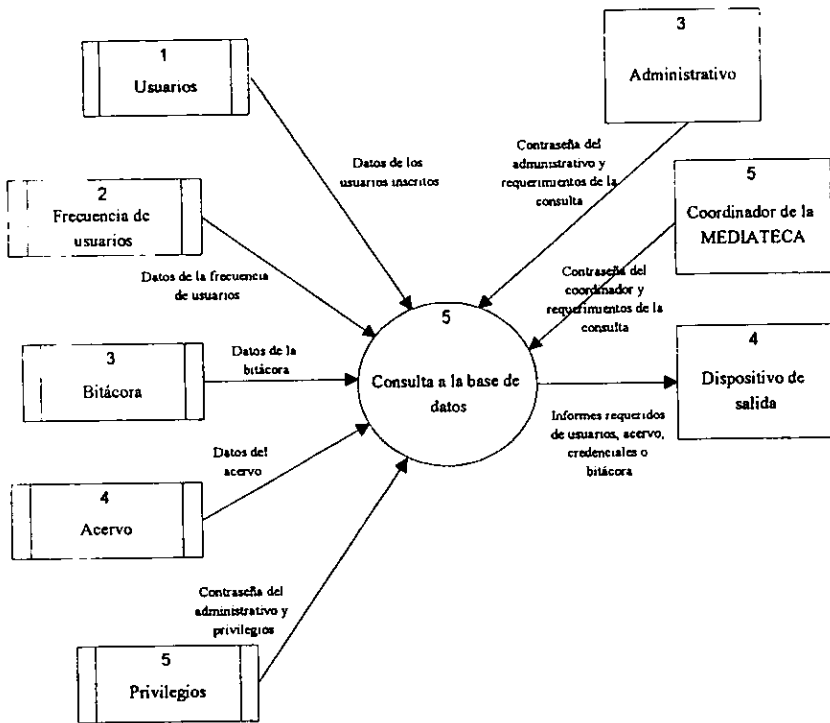 1
Usuarios
3
Administrativo
Datos de los
usuarios inscritos
Contraseña del
administrativo y
requerimientos de la
consulta
2
Frecuencia de
usuarios
5
Coordinador de la
MEDIATECA
Datos de la frecuencia
de usuarios
Contraseña del
coordinador y
requerimientos de la
consulta
3
Bitácora
Datos de la
bitácora
5
Consulta a la base de
datos
4
Dispositivo de
salida
Informes requeridos
de usuarios, acervo,
credenciales o
bitácora
Datos del
acervo
4
Acervo
Contraseña del
administrativo y
privilegios
5
Privilegios